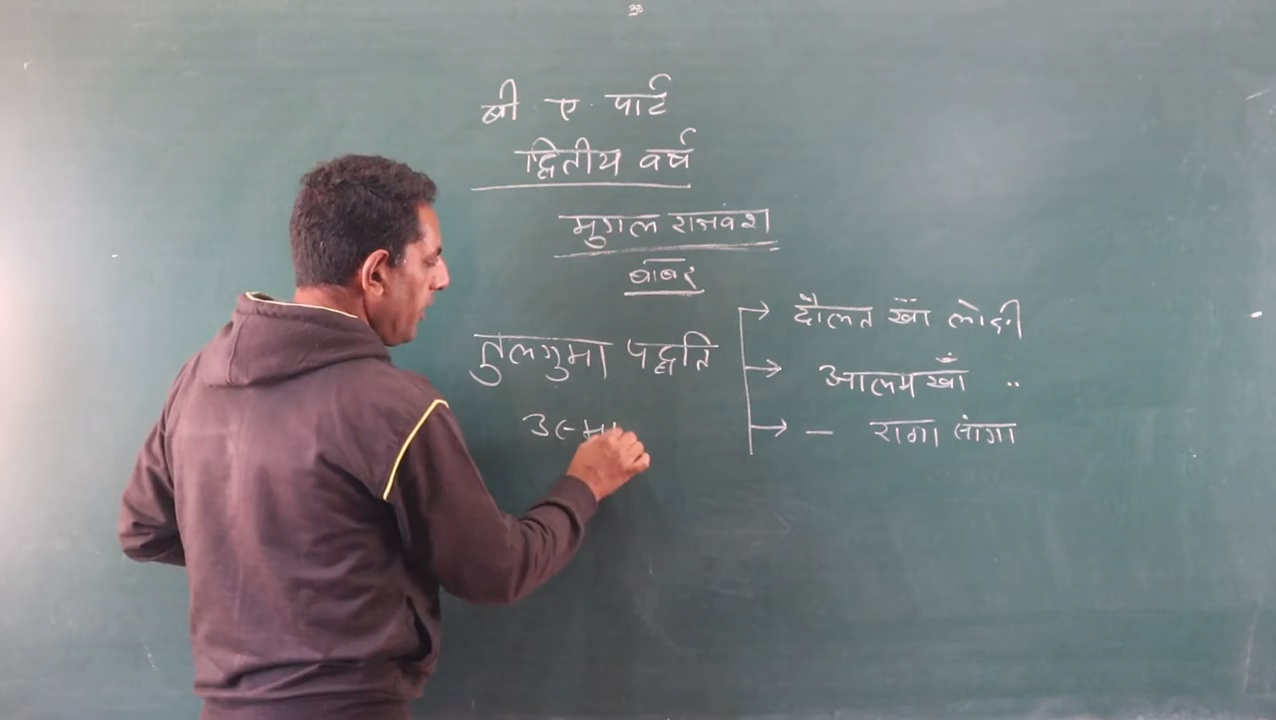 ॐ
बी. ए. पार्ट
द्वितीय वर्ष
मुगल राजवंश
बाबर
तुलगुमा पद्धति
→ दौलत खाँ लोदी
→ आलम खाँ ..
→ – राणा सांगा